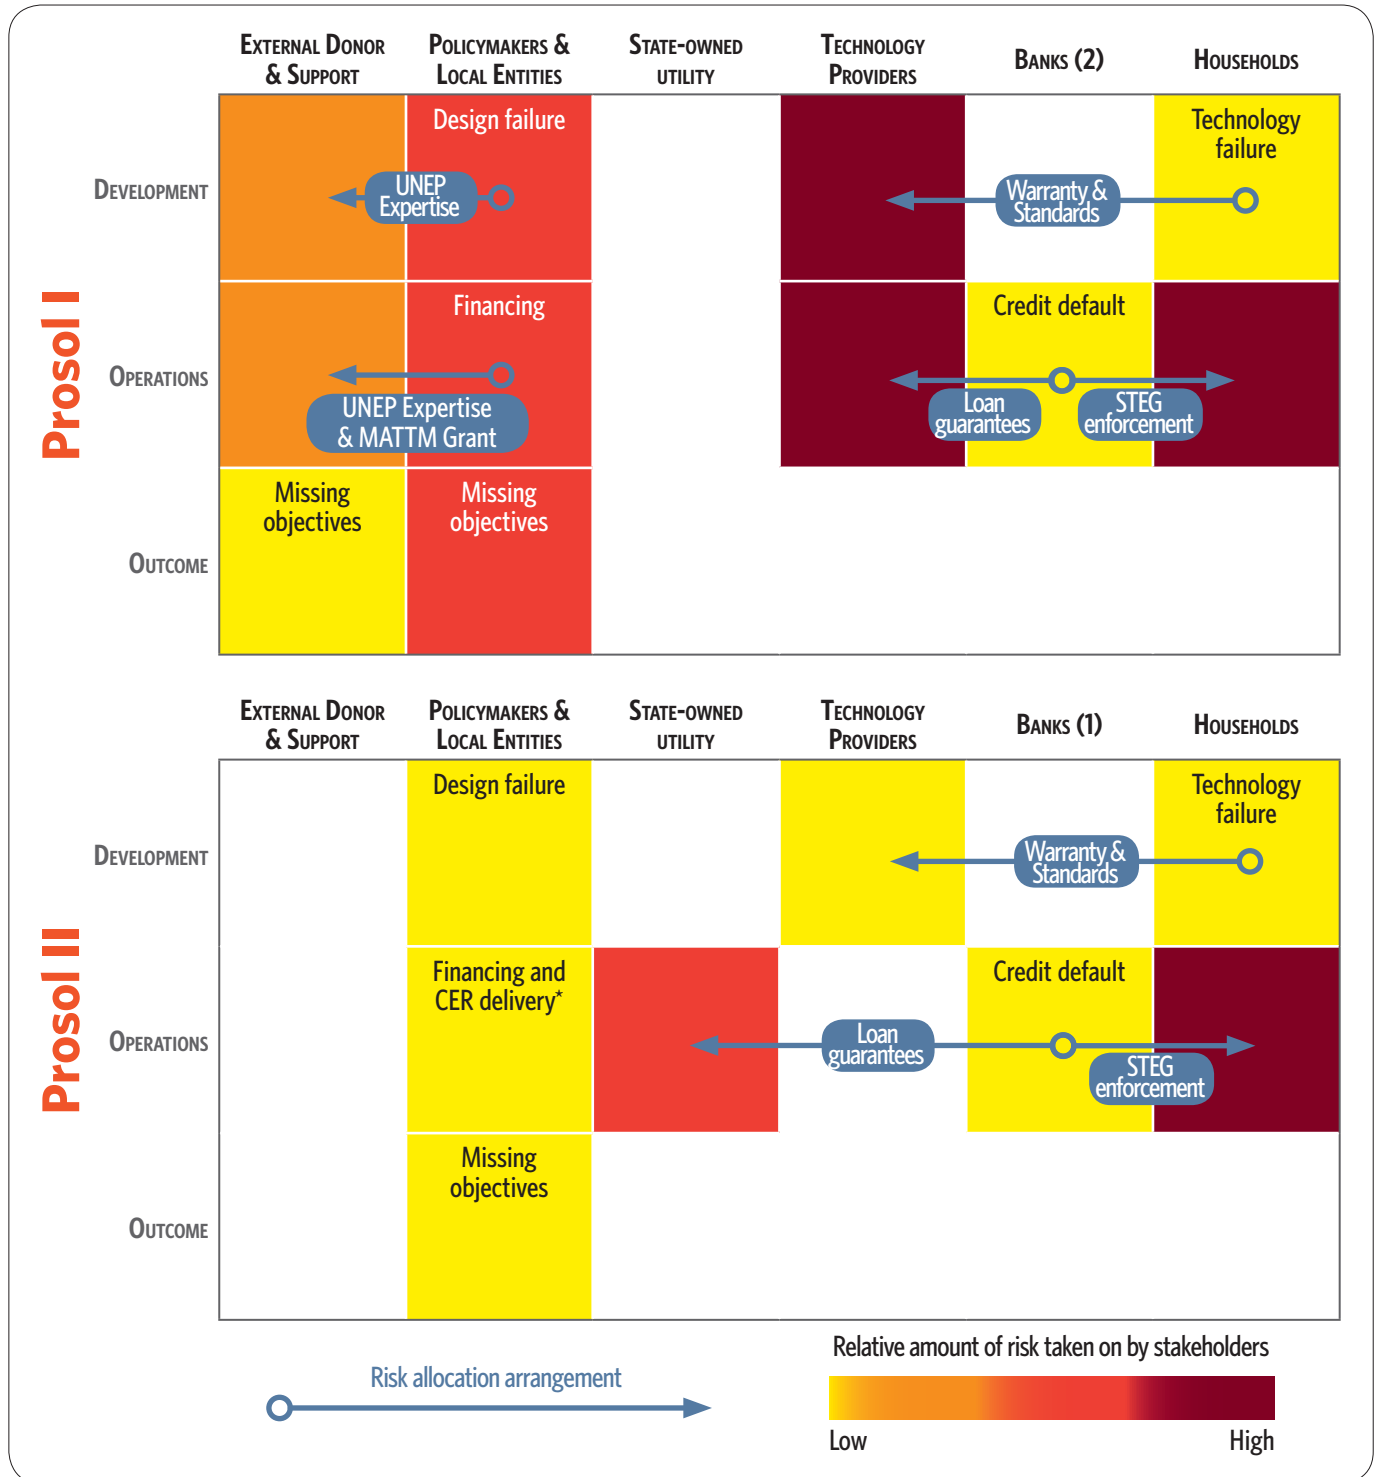 External Donor & Support
Policymakers & Local Entities
State-owned utility
Technology Providers
Banks (2)
Households
Prosol I
Development
Design failure
UNEP
Expertise
Technology
failure
Warranty &
Standards
Operations
Financing
UNEP Expertise
& MATTM Grant
Credit default
Loan
guarantees
STEG
enforcement
Outcome
Missing
objectives
Missing
objectives
External Donor & Support
Policymakers & Local Entities
State-owned utility
Technology Providers
Banks (1)
Households
Prosol III
Development
Design failure
Technology
failure
Warranty &
Standards
Operations
Financing and
CER delivery*
Credit default
Loan
guarantees
STEG
enforcement
Outcome
Missing
objectives
Risk allocation arrangement
Relative amount of risk taken on by stakeholders
Low
High